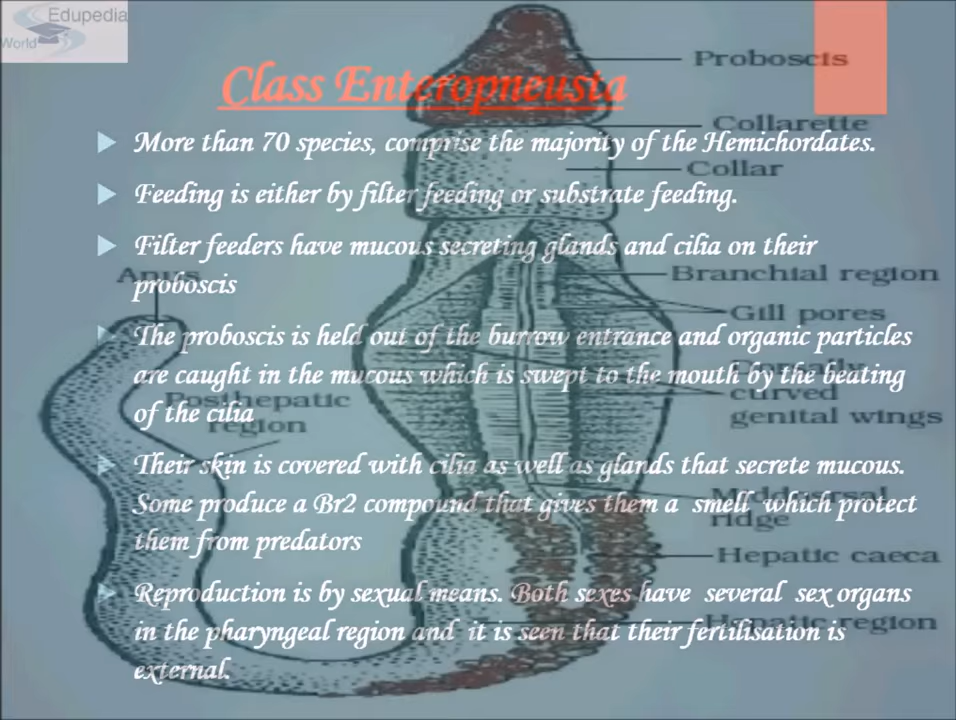 Edupedia
World
Class Enteropneusta
More than 70 species, comprise the majority of the Hemichordates.
Feeding is either by filter feeding or substrate feeding.
Filter feeders have mucous secreting glands and cilia on their
proboscis
The proboscis is held out of the burrow entrance and organic particles
are caught in the mucous which is swept to the mouth by the beating
of the cilia
Their skin is covered with cilia as well as glands that secrete mucous.
Some produce a Br2 compound that gives them a smell which protect
them from predators
Reproduction is by sexual means. Both sexes have several sex organs
in the pharyngeal region and it is seen that their fertilisation is
external.
Proboscis
Collarette
Collar
Branchial region
Gill pores
curved
genital wings
ridge
Hepatic caeca
Hepatic region
Anus
Posthepatic
region